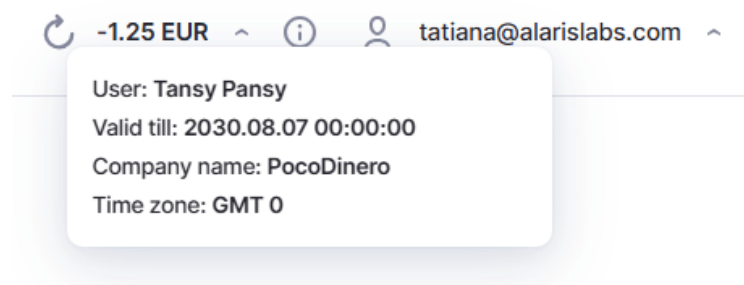 -1.25 EUR tatiana@alarislabs.com
User: Tansy Pansy
Valid till: 2030.08.07 00:00:00
Company name: PocoDinero
Time zone: GMT 0